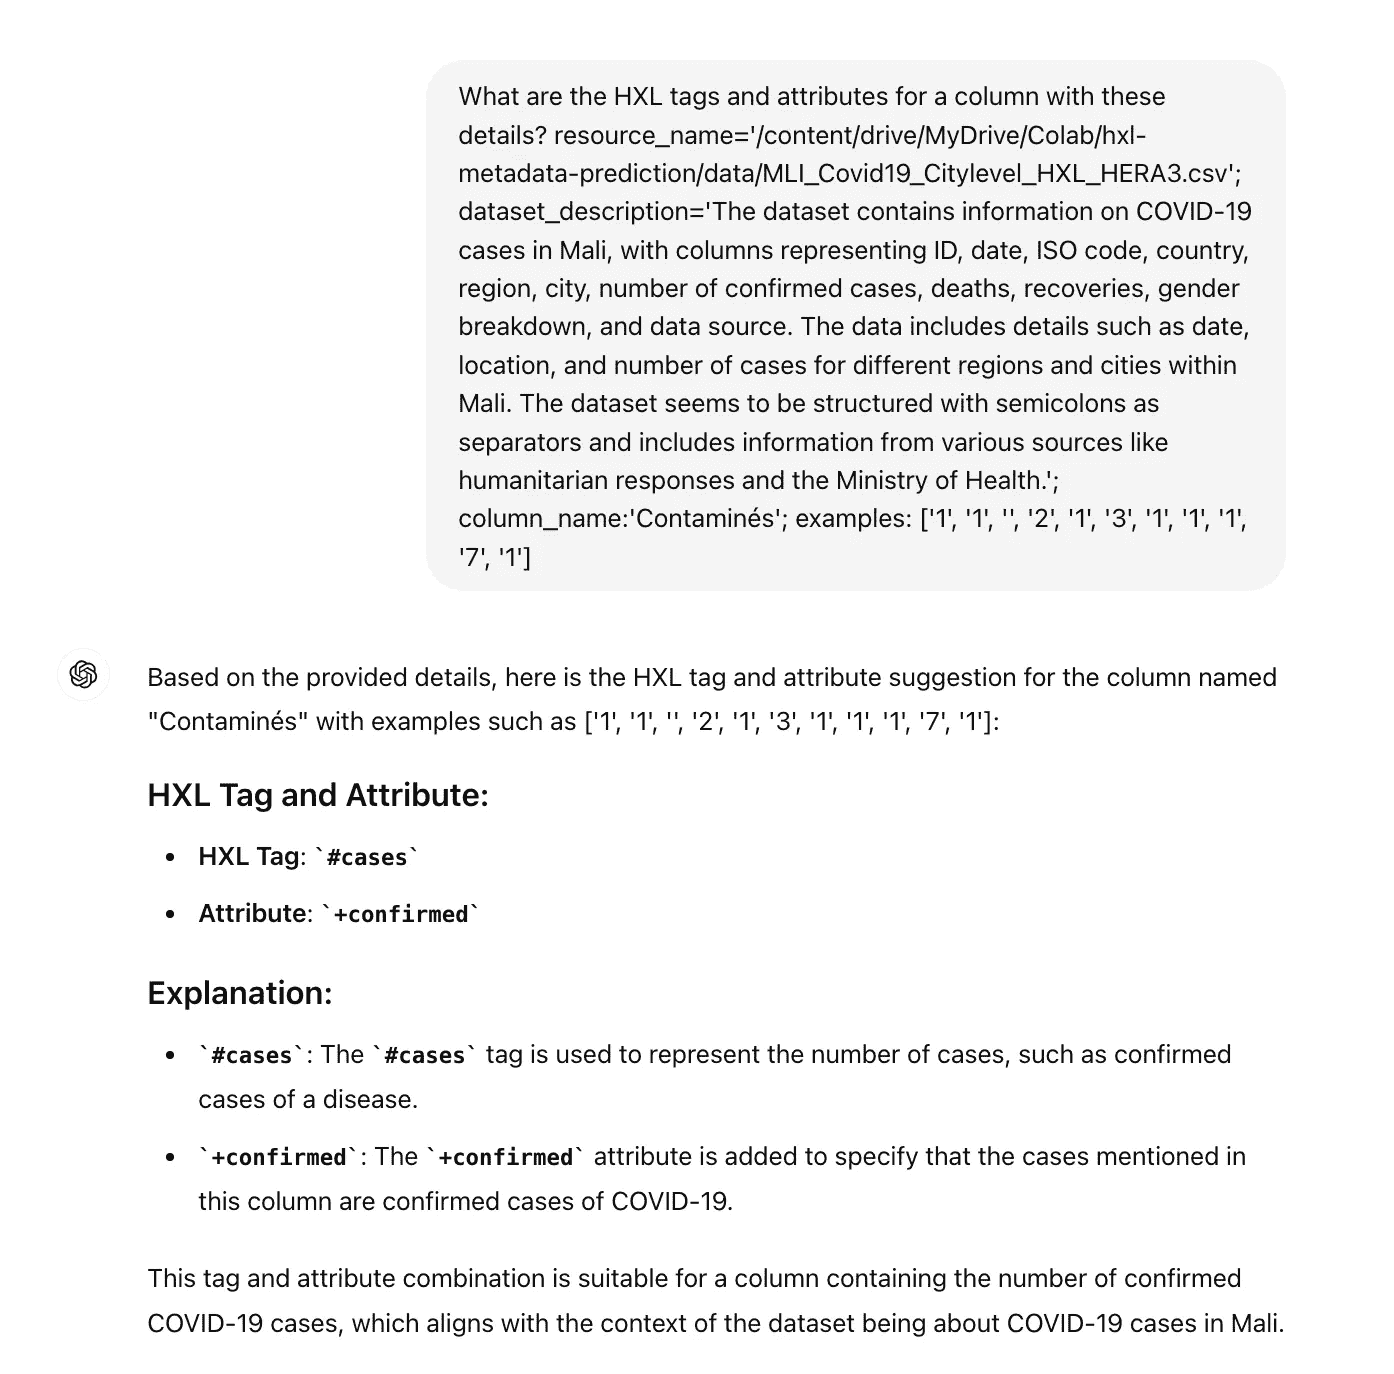 What are the HXL tags and attributes for a column with these
details? resource_name='/content/drive/MyDrive/Colab/hxl-
metadata-prediction/data/MLI_Covid19_Citylevel_HXL_HERA3.csv';
dataset_description='The dataset contains information on COVID-19
cases in Mali, with columns representing ID, date, ISO code, country,
region, city, number of confirmed cases, deaths, recoveries, gender
breakdown, and data source. The data includes details such as date,
location, and number of cases for different regions and cities within
Mali. The dataset seems to be structured with semicolons as
separators and includes information from various sources like
humanitarian responses and the Ministry of Health.';
column_name:'Contaminés'; examples: ['1', '1', '', '2', '1', '3', '1', '1', '1',
'7', '1']
Based on the provided details, here is the HXL tag and attribute suggestion for the column named
"Contaminés" with examples such as ['1', '1', '', '2', '1', '3', '1', '1', '1', '7', '1']:
HXL Tag and Attribute:
• HXL Tag: `#cases`
• Attribute: `+confirmed`
Explanation:
• `#cases`: The `#cases` tag is used to represent the number of cases, such as confirmed
cases of a disease.
• `+confirmed`: The `+confirmed` attribute is added to specify that the cases mentioned in
this column are confirmed cases of COVID-19.
This tag and attribute combination is suitable for a column containing the number of confirmed
COVID-19 cases, which aligns with the context of the dataset being about COVID-19 cases in Mali.